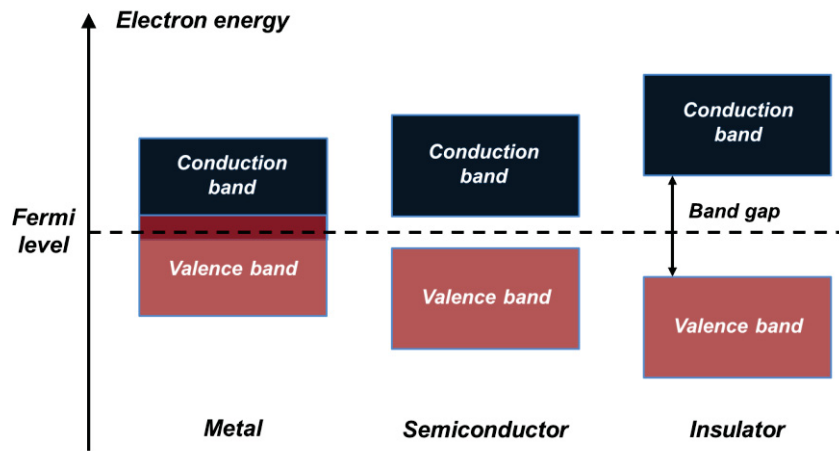 Electron energy
Conduction
band
Conduction
band
Conduction
band
Fermi
level
Band gap
Valence band
Valence band
Valence band
Metal
Semiconductor
Insulator